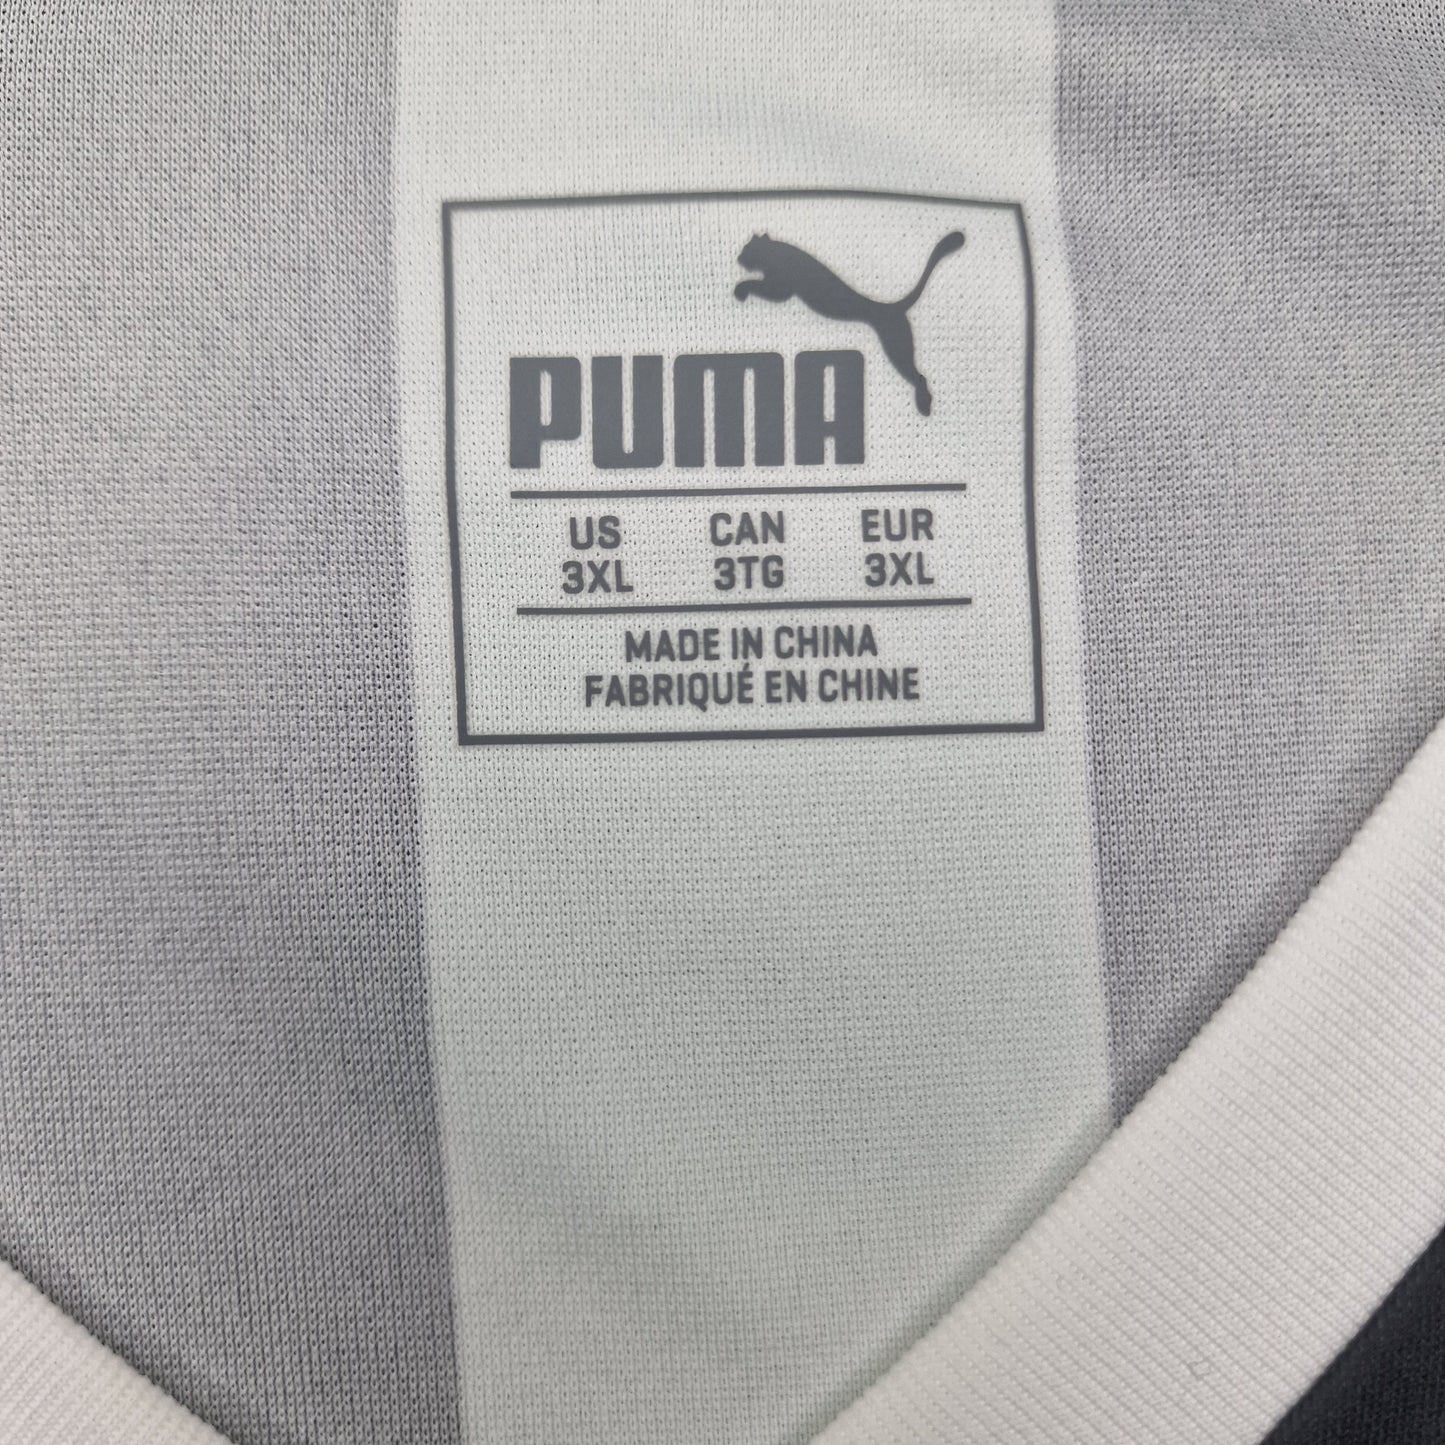 PUMA
US CAN EUR
3XL 3TG 3XL
MADE IN CHINA
FABRIQUÉ EN CHINE